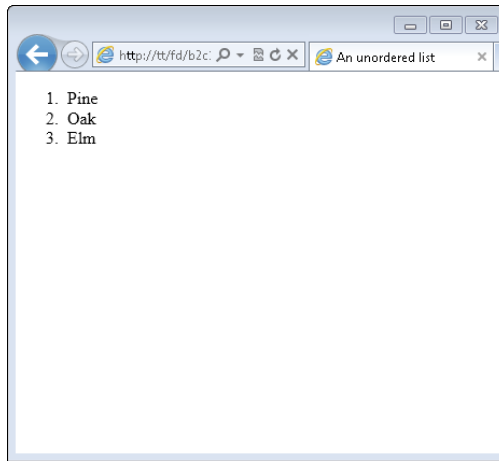 http://tt/fd/b2c:
An unordered list
1. Pine
2. Oak
3. Elm